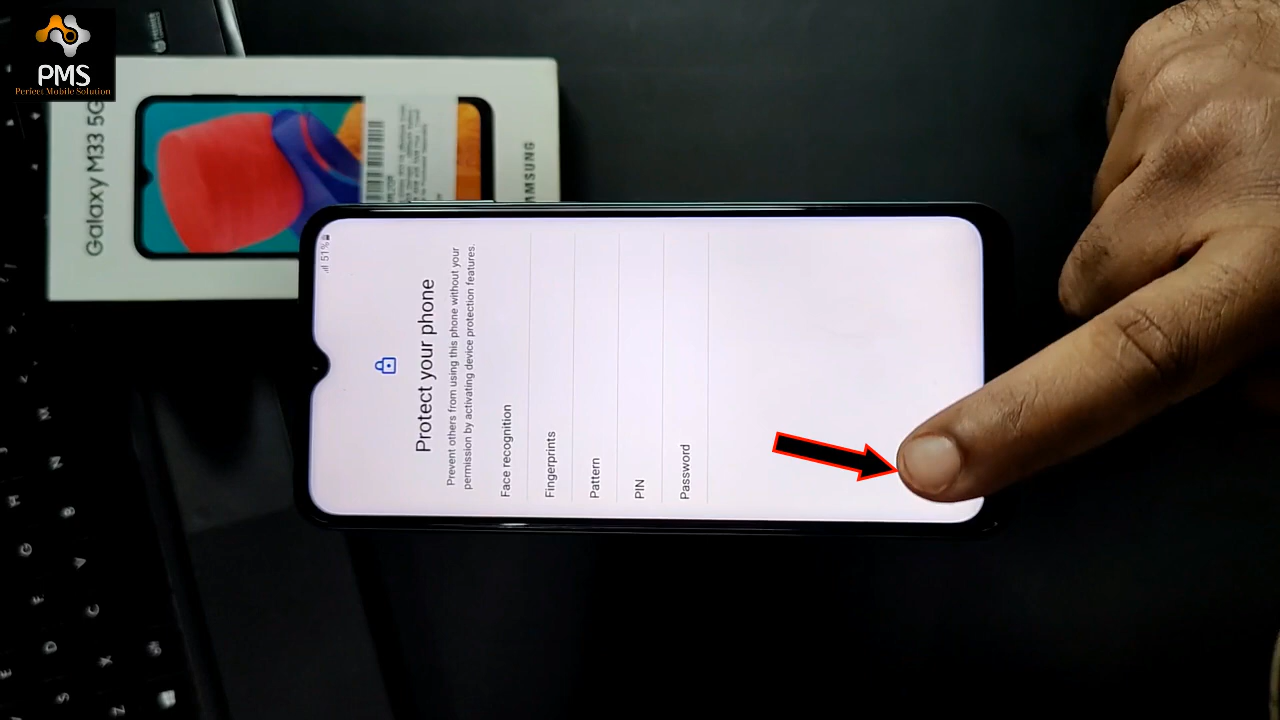 PMS
Perfect Mobile Solution
Galaxy M33 5G
51%
Protect your phone
Prevent others from using this phone without your
permission by activating device protection features.
Face recognition
Fingerprints
Pattern
PIN
Password